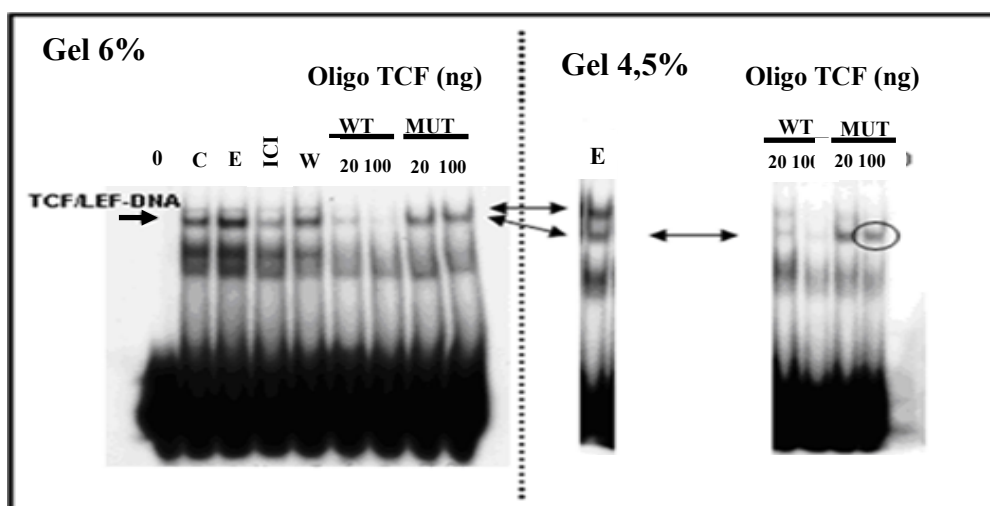 Gel 6%
Oligo TCF (ng)
WT MUT
0 C E ICI W 20 100 20 100
TCF/LEF-DNA
Gel 4,5%
Oligo TCF (ng)
WT MUT
E 20 100 20 100